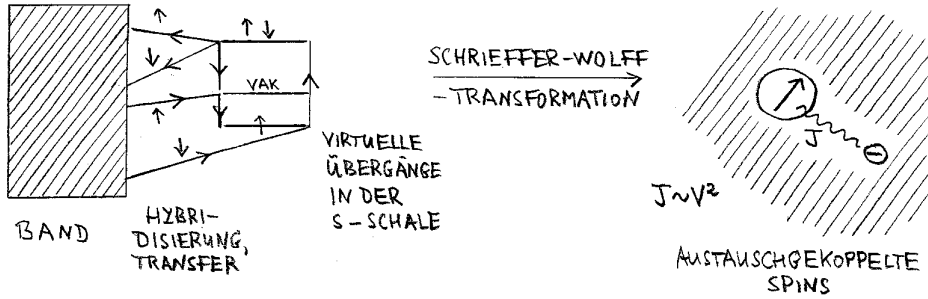 BAND
HYBRI-
DISIERUNG,
TRANSFER
VAK
VIRTUELLE
ÜBERGÄNGE
IN DER
S-SCHALE
SCHRIEFFER-WOLFF
-TRANSFORMATION
J
J~V²
AUSTAUSCHGEKOPPELTE
SPINS